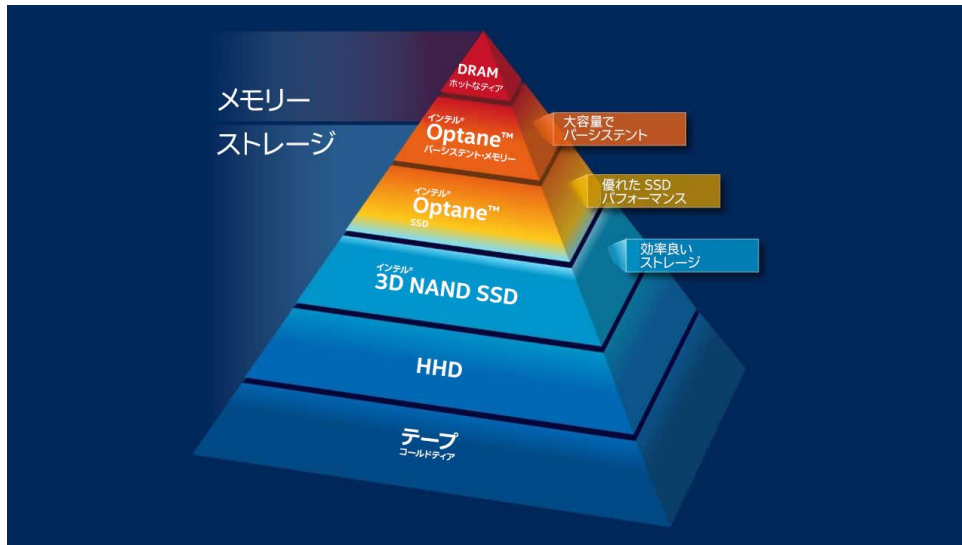 メモリー
ストレージ
DRAM
ホットなティア
インテル®
Optane™
パーシステント・メモリー
大容量で
パーシステント
インテル®
Optane™
SSD
優れた SSD
パフォーマンス
インテル®
3D NAND SSD
効率良い
ストレージ
HHD
テープ
コールドティア